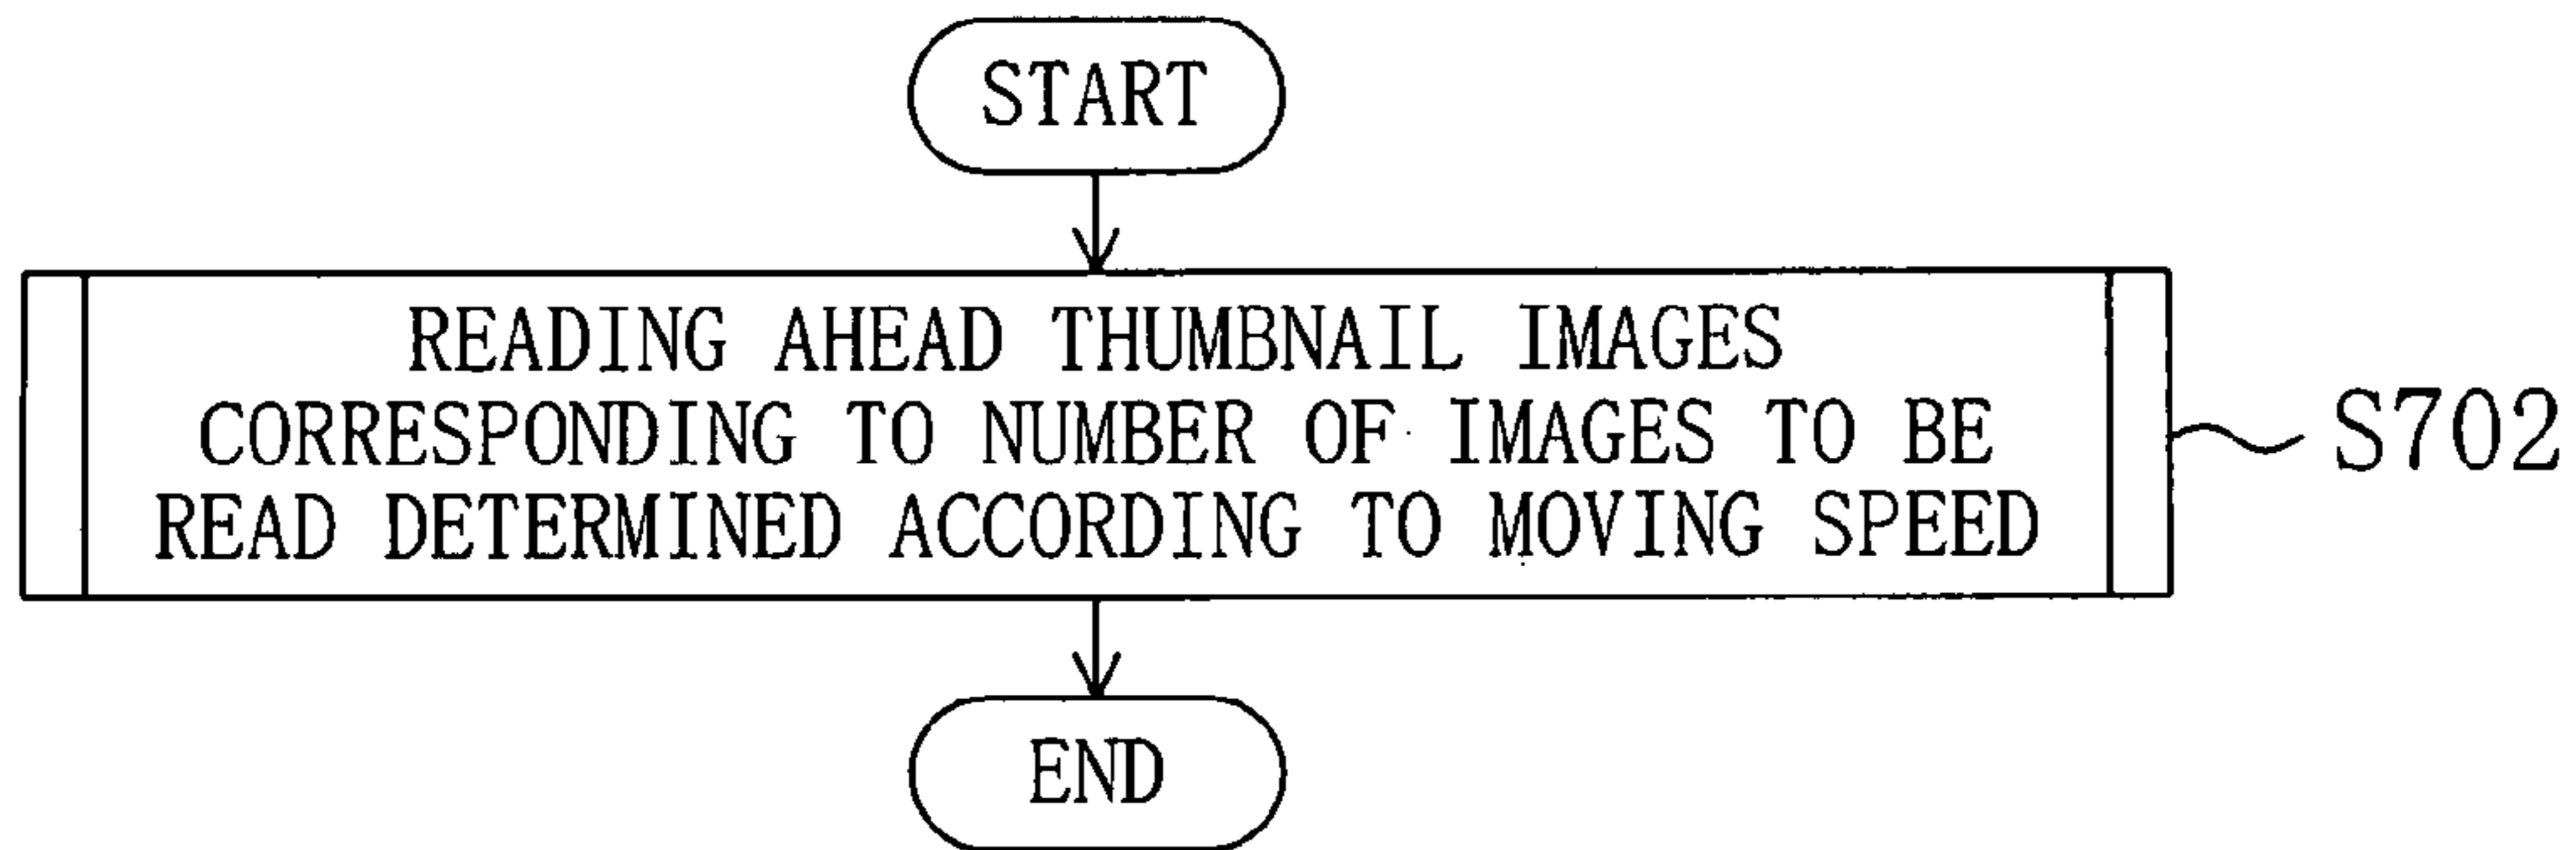 START
READING AHEAD THUMBNAIL IMAGES
CORRESPONDING TO NUMBER OF IMAGES TO BE
READ DETERMINED ACCORDING TO MOVING SPEED
S702
END